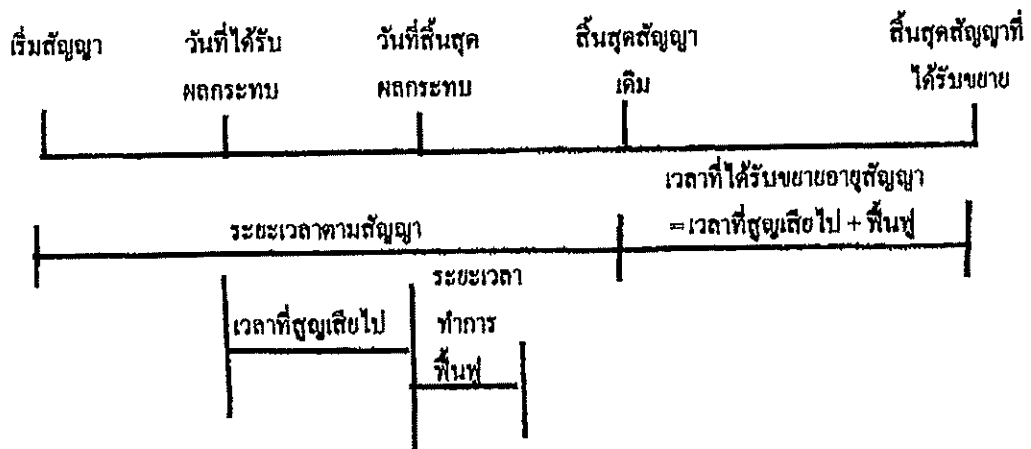 เริ่มสัญญา วันที่ได้รับ วันที่สิ้นสุด สิ้นสุดสัญญา สิ้นสุดสัญญาที่
ผลกระทบ ผลกระทบ เดิม ได้รับขยาย
เวลาที่ได้รับขยายอายุสัญญา
ระยะเวลาตามสัญญา =เวลาที่สูญเสียไป + ฟื้นฟู
ระยะเวลา
เวลาที่สูญเสียไป ทำการ
ฟื้นฟู